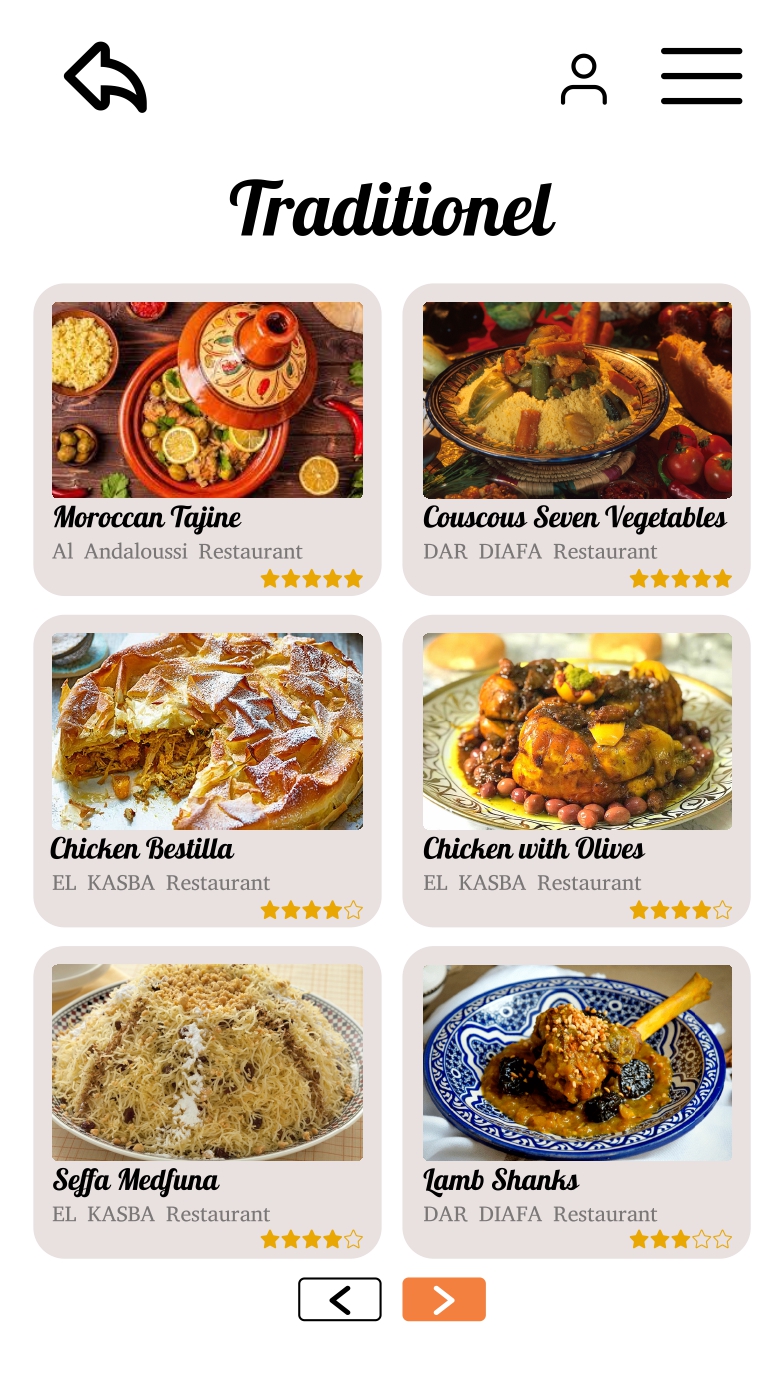 Traditionel
Moroccan Tajine
Al Andaloussi Restaurant
Couscous Seven Vegetables
DAR DIAFA Restaurant
Chicken Bestilla
EL KASBA Restaurant
Chicken with Olives
EL KASBA Restaurant
Seffa Medfuna
EL KASBA Restaurant
Lamb Shanks
DAR DIAFA Restaurant